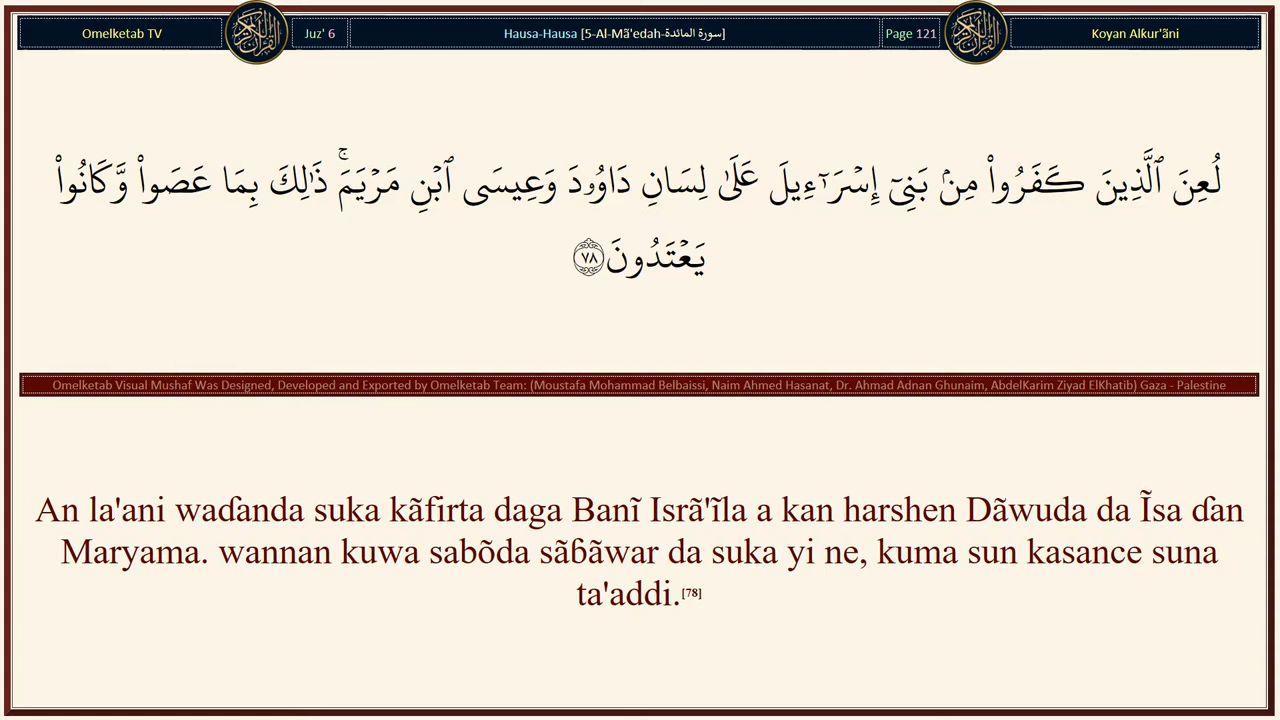 Omelketab TV
Juz' 6
Hausa-Hausa [5-Al-Mã'edah-سورة المائدة]
Page 121
Koyan Alƙur'ãni
لُعِنَ ٱلَّذِينَ كَفَرُوا۟ مِنۢ بَنِىٓ إِسْرَٰٓءِيلَ عَلَىٰ لِسَانِ دَاوُۥدَ وَعِيسَى ٱبْنِ مَرْيَمَ ۚ ذَٰلِكَ بِمَا عَصَوا۟ وَّكَانُوا۟
يَعْتَدُونَ ٧٨
Omelketab Visual Mushaf Was Designed, Developed and Exported by Omelketab Team: (Moustafa Mohammad Belbaissi, Naim Ahmed Hasanat, Dr. Ahmad Adnan Ghunaim, AbdelKarim Ziyad ElKhatib) Gaza - Palestine
An la'ani waɗanda suka kãfirta daga Banĩ Isrã'ĩla a kan harshen Dãwuda da Ĩsa ɗan
Maryama. wannan kuwa sabõda sãɓãwar da suka yi ne, kuma sun kasance suna
ta'addi.[78]